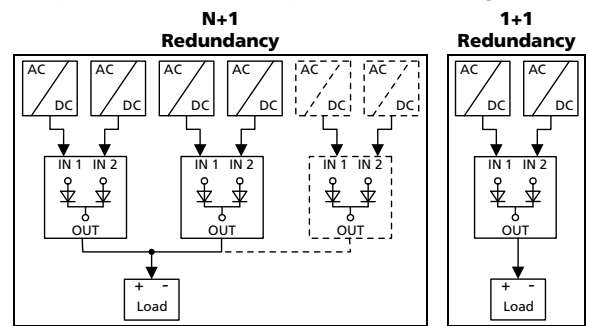 N+1
Redundancy
1+1
Redundancy
AC
DC
AC
DC
AC
DC
AC
DC
AC
DC
AC
DC
AC
DC
AC
DC
IN 1 IN 2
IN 1 IN 2
IN 1 IN 2
IN 1 IN 2
OUT
OUT
OUT
OUT
+ -
Load
+ -
Load